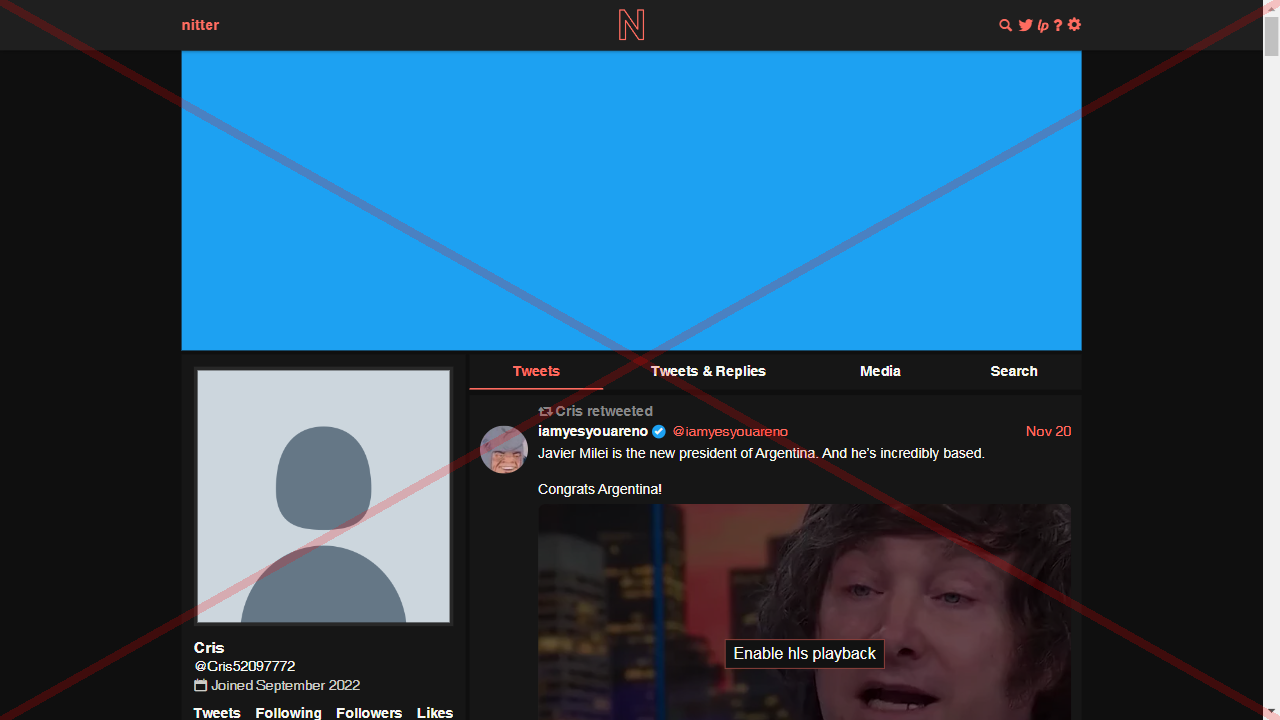 nitter
N
lp ?
Tweets Tweets & Replies Media Search
Cris retweeted
iamyesyouareno @iamyesyouareno Nov 20
Javier Milei is the new president of Argentina. And he's incredibly based.
Congrats Argentina!
Enable hls playback
Cris
@Cris52097772
Joined September 2022
Tweets Following Followers Likes